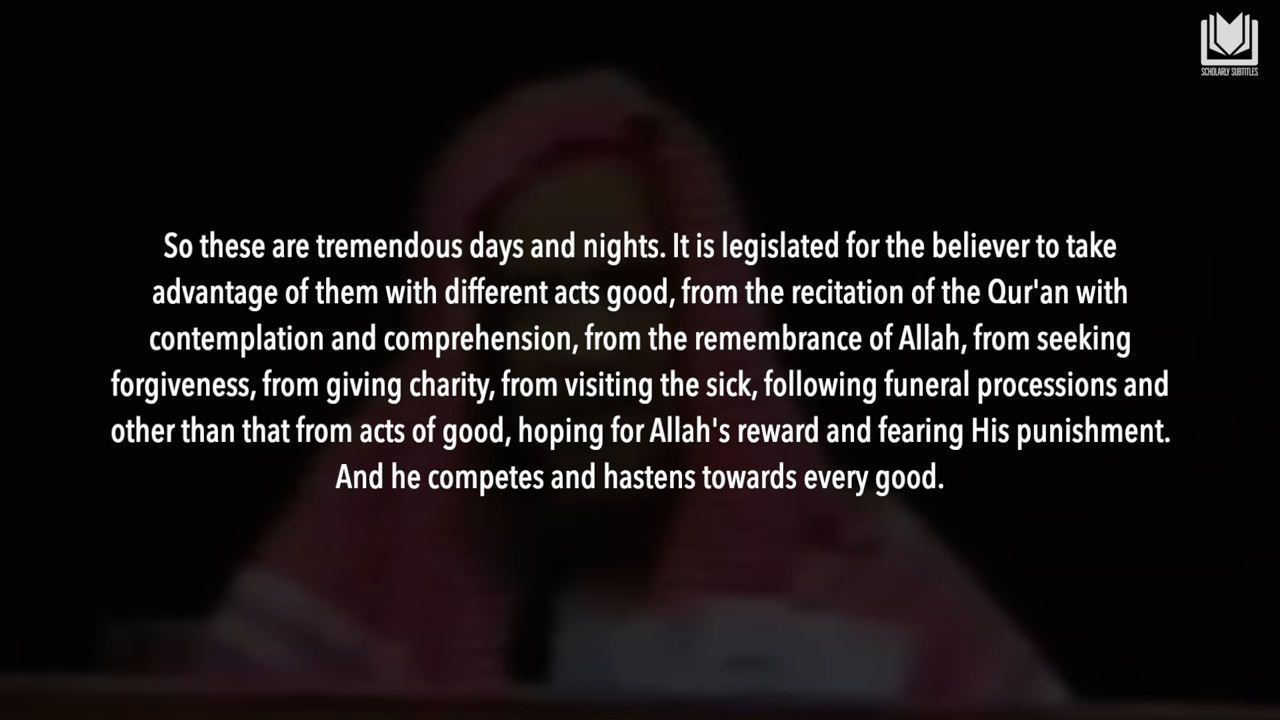 SCHOLARLY SUBTITLES
So these are tremendous days and nights. It is legislated for the believer to take
advantage of them with different acts good, from the recitation of the Qur'an with
contemplation and comprehension, from the remembrance of Allah, from seeking
forgiveness, from giving charity, from visiting the sick, following funeral processions and
other than that from acts of good, hoping for Allah's reward and fearing His punishment.
And he competes and hastens towards every good.